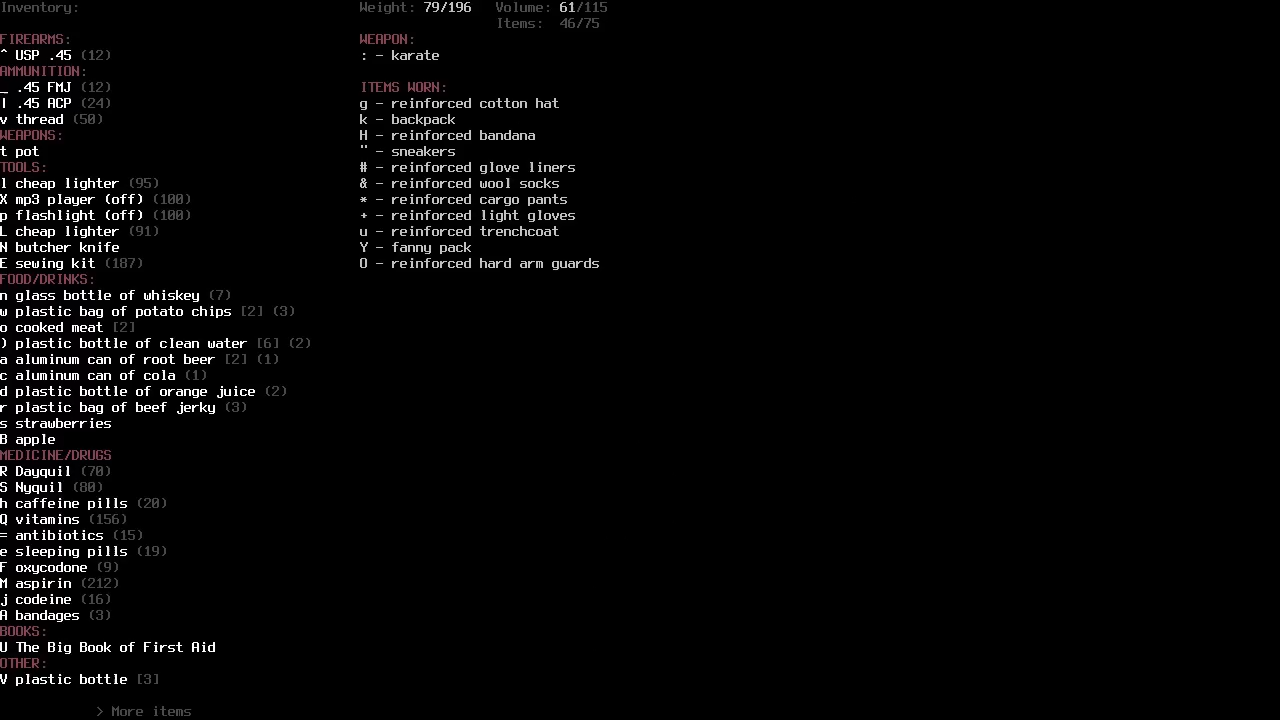 Inventory:
Weight: 79/196 Volume: 61/115
Items: 46/75
FIREARMS:
^ USP .45 (12)
AMMUNITION:
_ .45 FMJ (12)
| .45 ACP (24)
v thread (50)
WEAPONS:
t pot
TOOLS:
l cheap lighter (95)
X mp3 player (off) (100)
p flashlight (off) (100)
L cheap lighter (91)
N butcher knife
E sewing kit (187)
FOOD/DRINKS:
n glass bottle of whiskey (7)
w plastic bag of potato chips [2] (3)
o cooked meat [2]
) plastic bottle of clean water [6] (2)
a aluminum can of root beer [2] (1)
c aluminum can of cola (1)
d plastic bottle of orange juice (2)
r plastic bag of beef jerky (3)
s strawberries
B apple
MEDICINE/DRUGS
R Dayquil (70)
S Nyquil (80)
h caffeine pills (20)
Q vitamins (156)
= antibiotics (15)
e sleeping pills (19)
F oxycodone (9)
M aspirin (212)
j codeine (16)
A bandages (3)
BOOKS:
U The Big Book of First Aid
OTHER:
V plastic bottle [3]
> More items
WEAPON:
: - karate
ITEMS WORN:
g - reinforced cotton hat
k - backpack
H - reinforced bandana
" - sneakers
# - reinforced glove liners
& - reinforced wool socks
* - reinforced cargo pants
+ - reinforced light gloves
u - reinforced trenchcoat
Y - fanny pack
O - reinforced hard arm guards